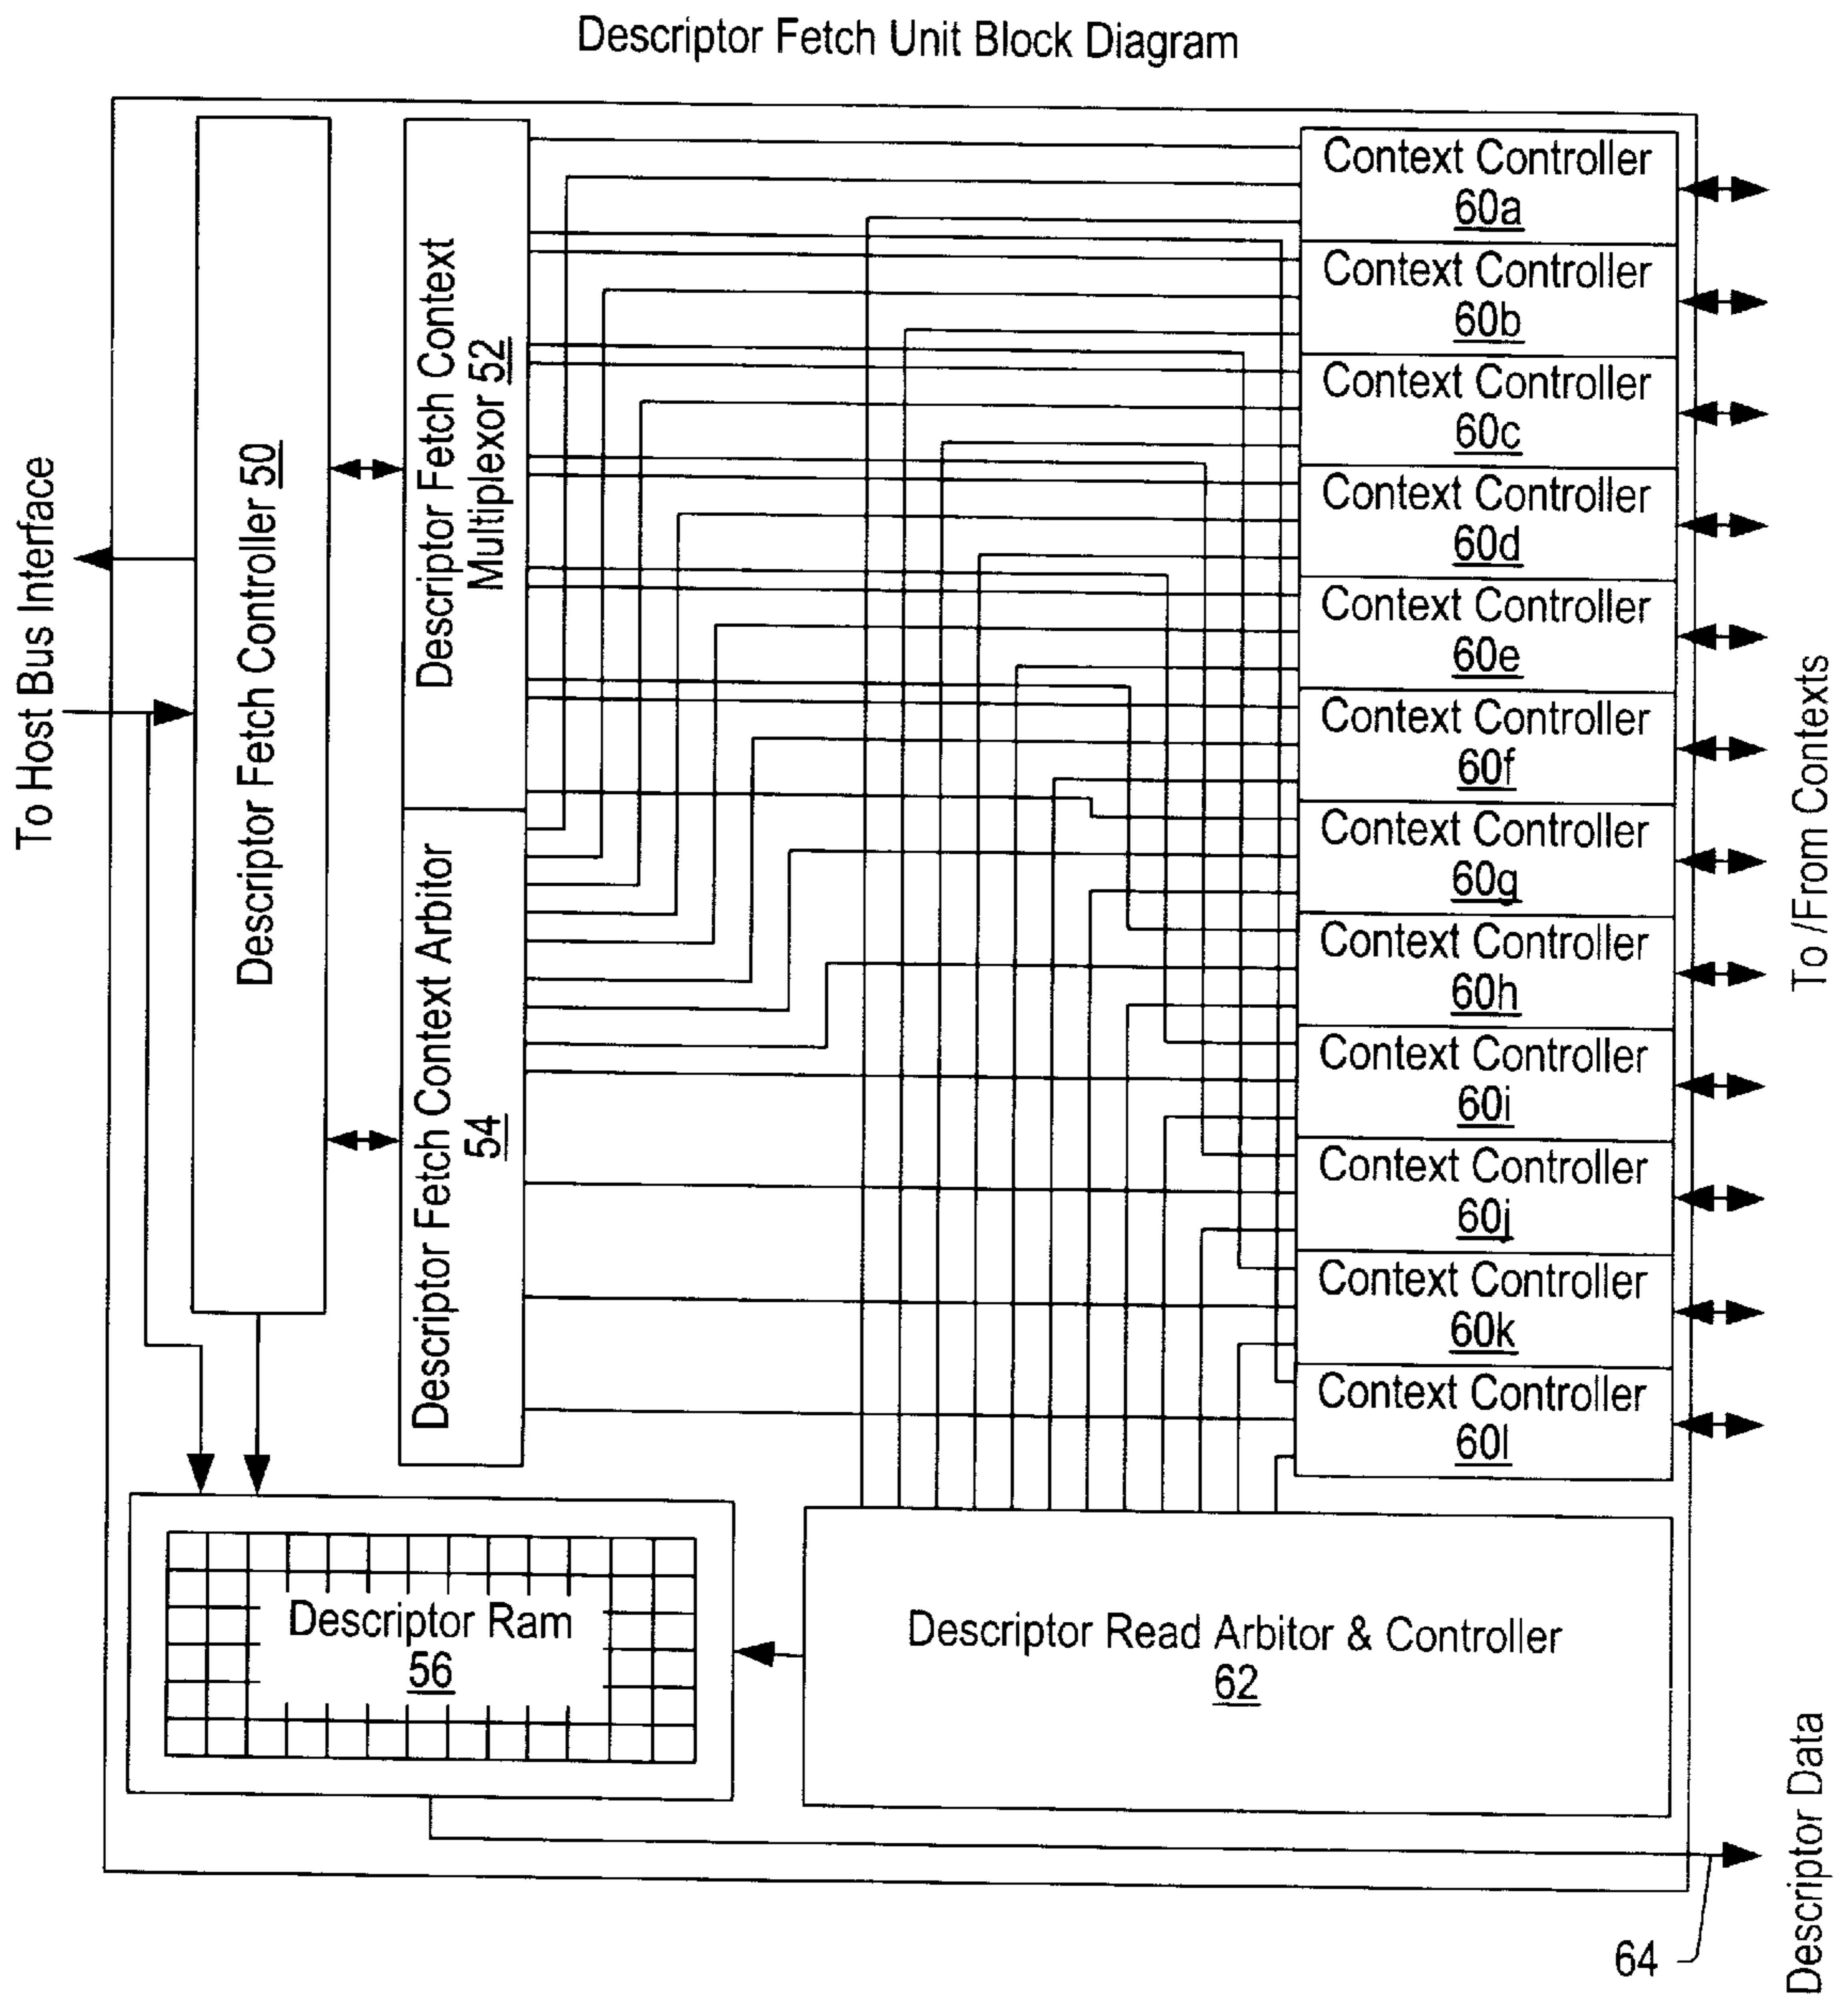 Descriptor Fetch Unit Block Diagram
To Host Bus Interface
Descriptor Fetch Controller 50
Descriptor Fetch Context
Multiplexor 52
Descriptor Fetch Context Arbitor
54
Context Controller
60a
Context Controller
60b
Context Controller
60c
Context Controller
60d
Context Controller
60e
Context Controller
60f
Context Controller
60g
Context Controller
60h
Context Controller
60i
Context Controller
60j
Context Controller
60k
Context Controller
60l
To /From Contexts
Descriptor Ram
56
Descriptor Read Arbitor & Controller
62
Descriptor Data
64